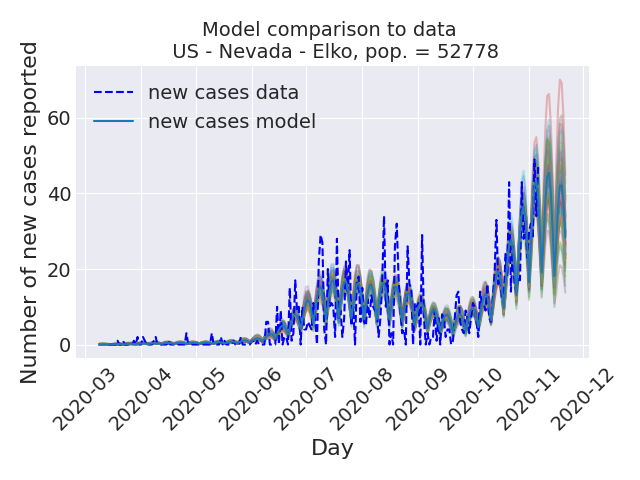 Model comparison to data
US - Nevada - Elko, pop. = 52778
Number of new cases reported
new cases data
new cases model
60
40
20
0
2020-03
2020-04
2020-05
2020-06
2020-07
2020-08
2020-09
2020-10
2020-11
2020-12
Day